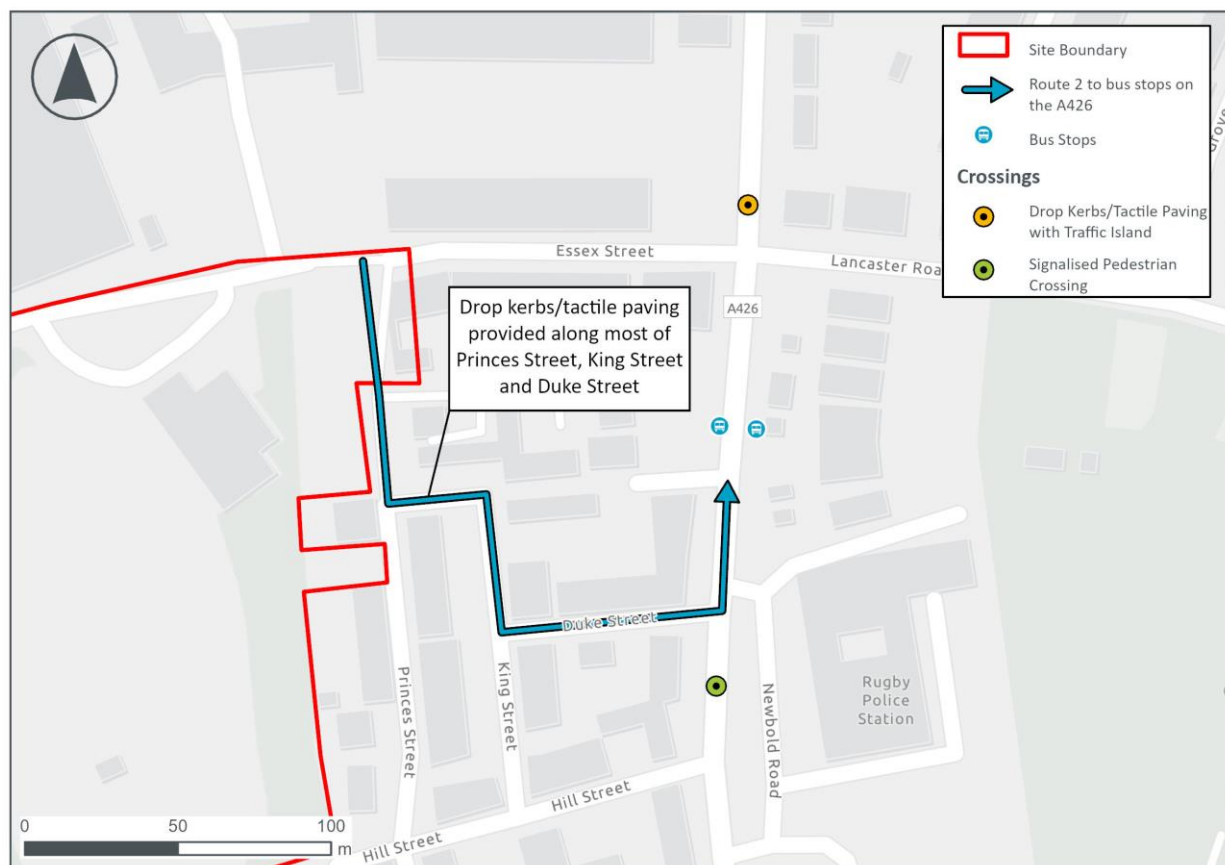 Site Boundary
Route 2 to bus stops on
the A426
Bus Stops
Crossings
Drop Kerbs/Tactile Paving
with Traffic Island
Signalised Pedestrian
Crossing
Grove
Essex Street
Lancaster Roa
A426
Drop kerbs/tactile paving
provided along most of
Princes Street, King Street
and Duke Street
Duke Street
Princes Street
King Street
Newbold Road
Rugby
Police
Station
Hill Street
Hill Street
0 50 100
m